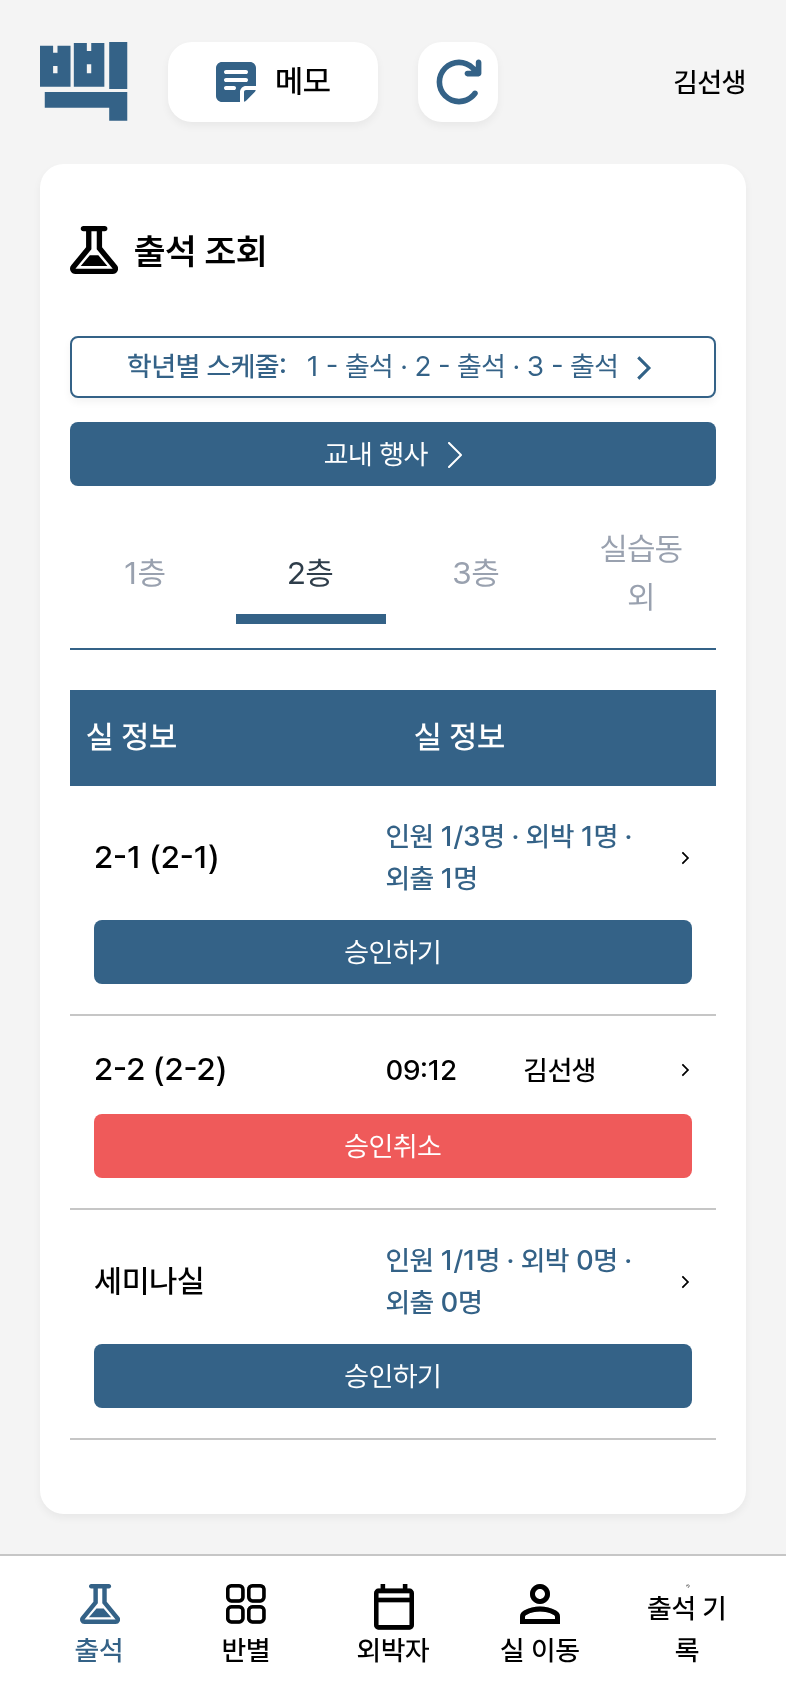 삑
메모
김선생
출석 조회
학년별 스케줄: 1 - 출석 · 2 - 출석 · 3 - 출석
교내 행사
1층
2층
3층
실습동
외
실 정보
실 정보
2-1 (2-1)
인원 1/3명 · 외박 1명 ·
외출 1명
승인하기
2-2 (2-2)
09:12
김선생
승인취소
세미나실
인원 1/1명 · 외박 0명 ·
외출 0명
승인하기
출석
반별
외박자
실 이동
출석 기
록